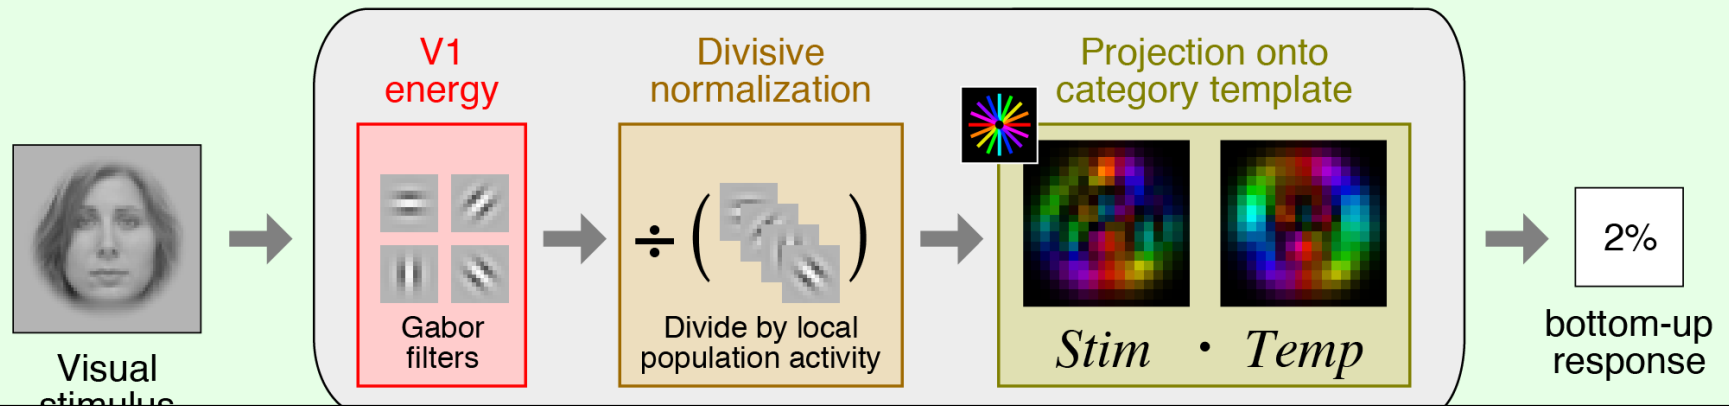 Visual
stimulus
V1
energy
Gabor
filters
Divisive
normalization
÷ ( )
Divide by local
population activity
Projection onto
category template
Stim · Temp
2%
bottom-up
response